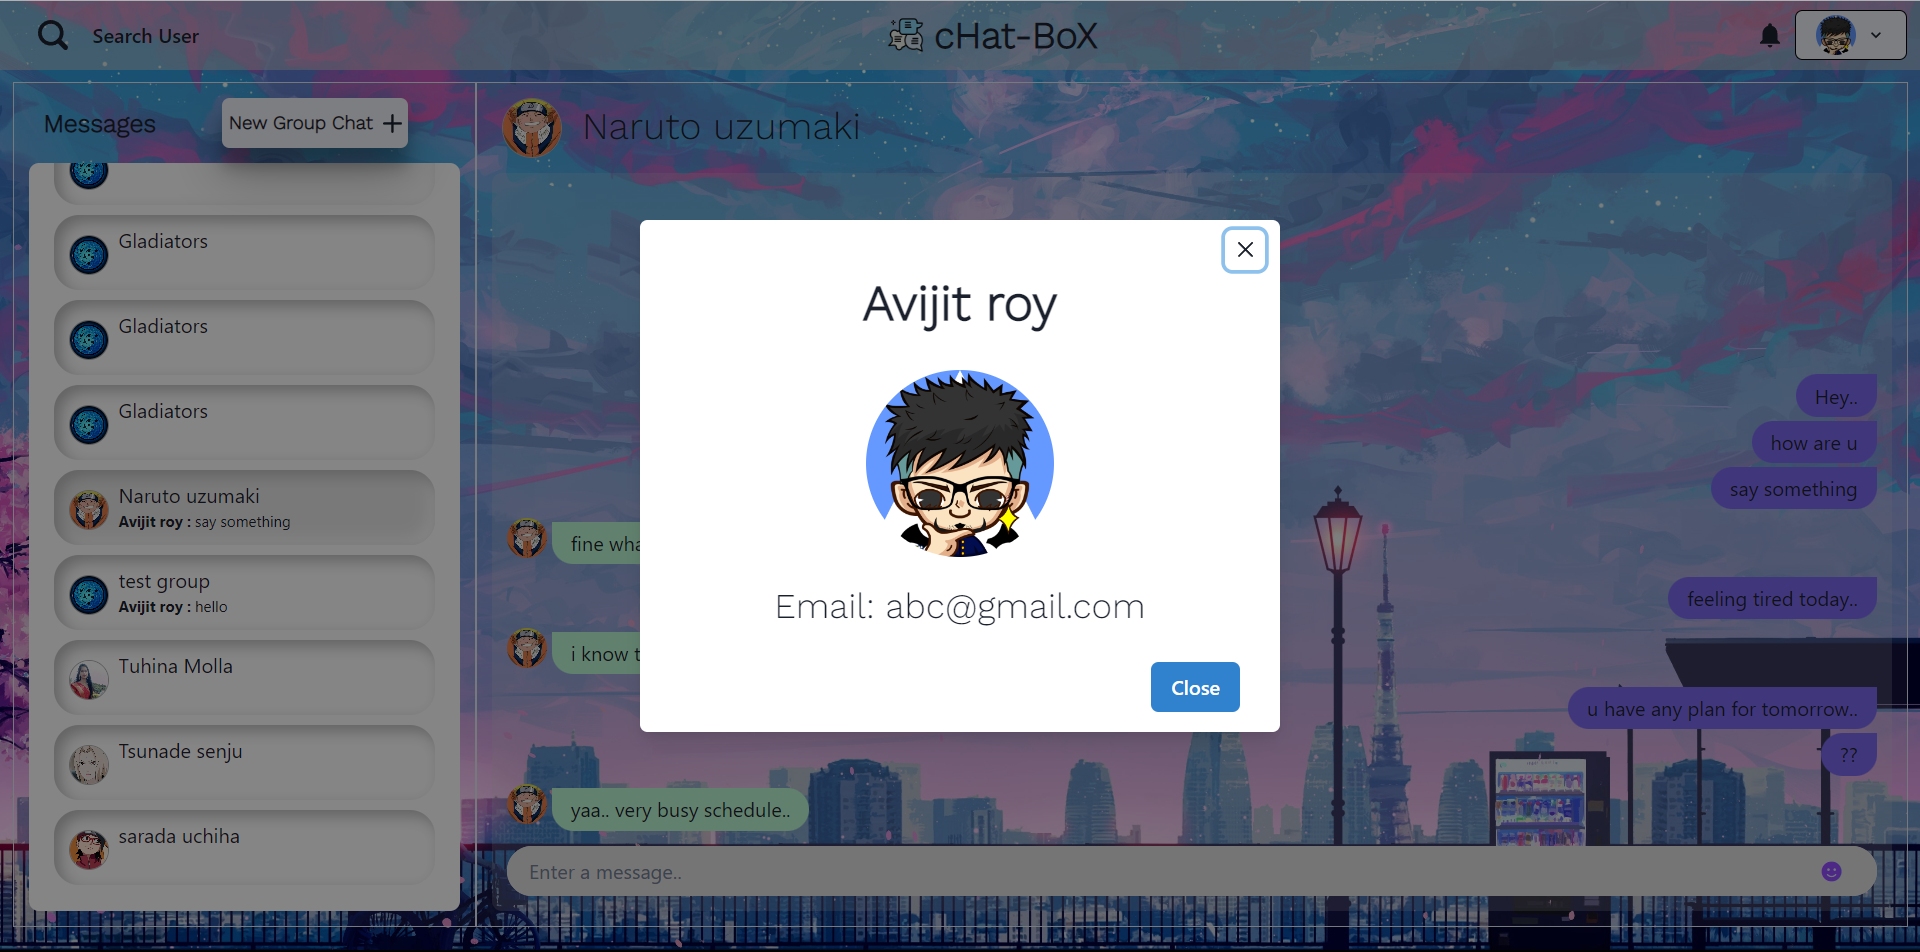 Search User
cHat-BoX
Messages
New Group Chat
Naruto uzumaki
Gladiators
Gladiators
Gladiators
Naruto uzumaki
Avijit roy : say something
test group
Avijit roy : hello
Tuhina Molla
Tsunade senju
sarada uchiha
Hey..
how are u
say something
fine
feeling tired today..
i know
u have any plan for tomorrow..
??
yaa.. very busy schedule..
Enter a message..
Avijit roy
Email: abc@gmail.com
Close